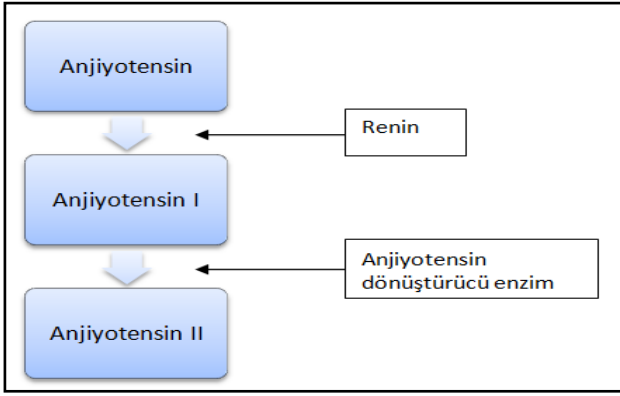 Anjiyotensin
Renin
Anjiyotensin I
Anjiyotensin
dönüştürücü enzim
Anjiyotensin II